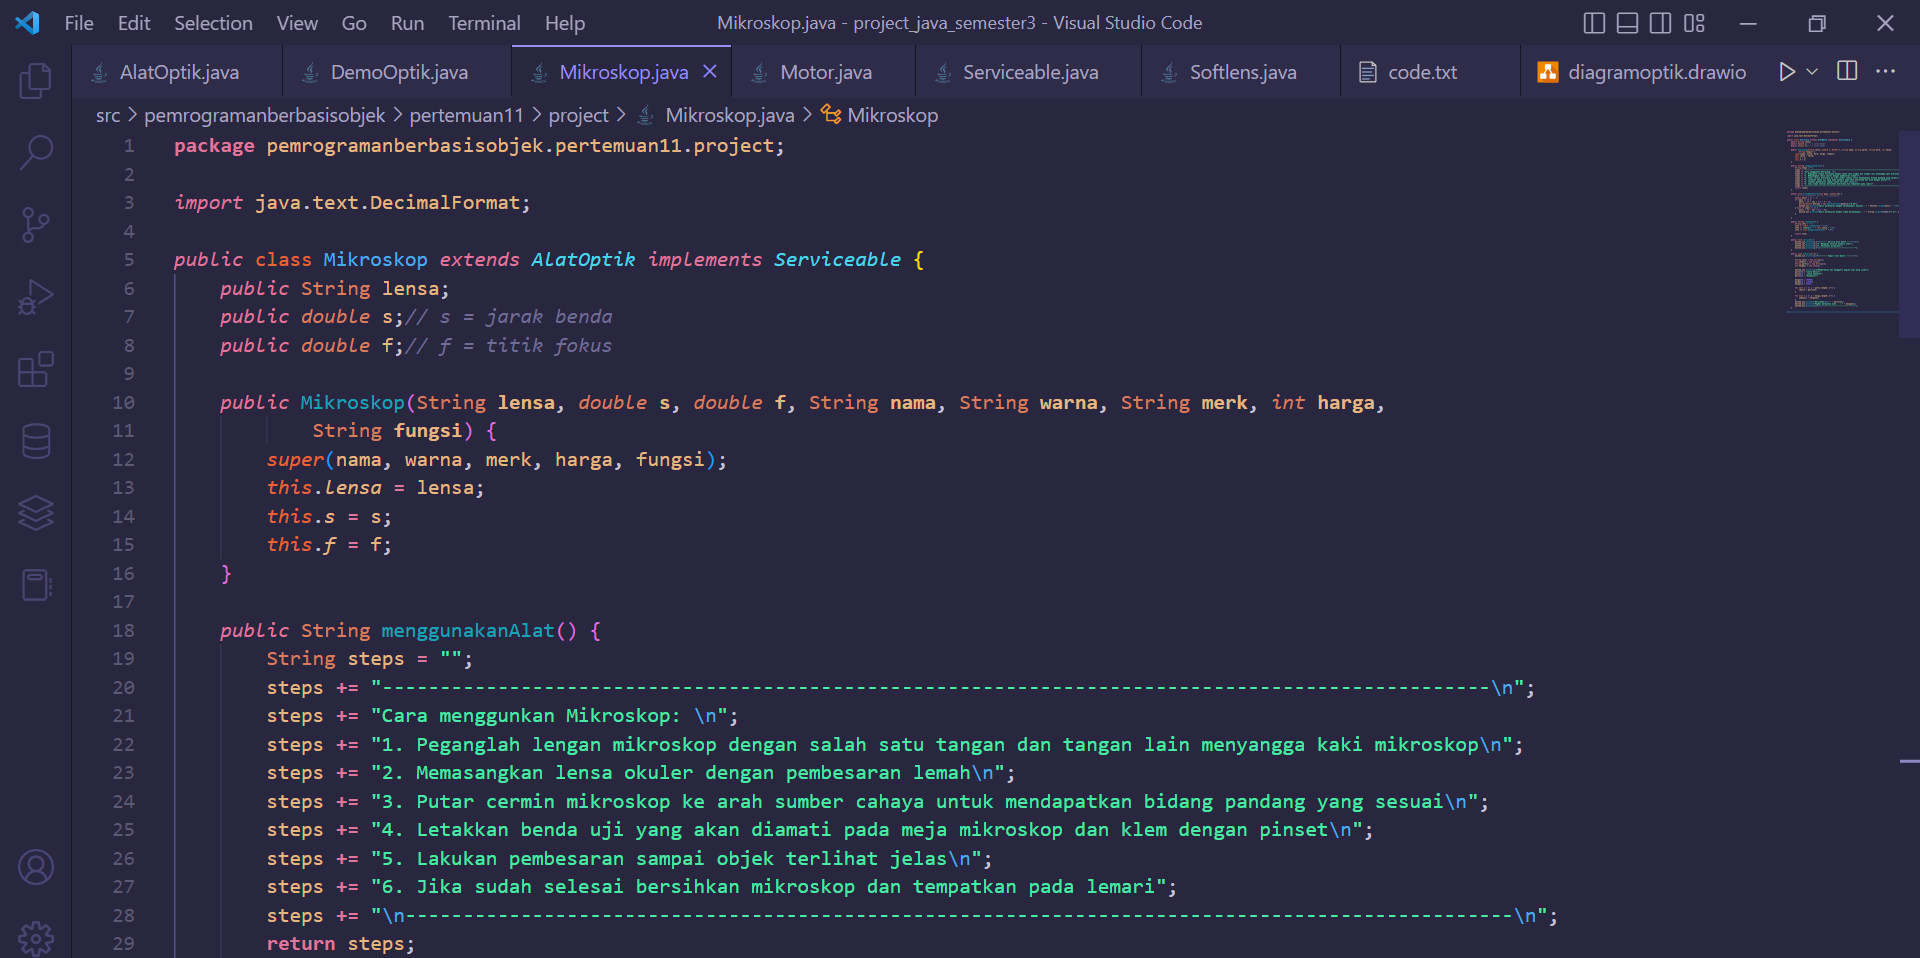 File Edit Selection View Go Run Terminal Help Mikroskop.java - project_java_semester3 - Visual Studio Code
AlatOptik.java DemoOptik.java Mikroskop.java Motor.java Serviceable.java Softlens.java code.txt diagramoptik.drawio
src > pemrogramanberbasisobjek > pertemuan11 > project > Mikroskop.java > Mikroskop
1 package pemrogramanberbasisobjek.pertemuan11.project;
2
3 import java.text.DecimalFormat;
4
5 public class Mikroskop extends AlatOptik implements Serviceable {
6 public String lensa;
7 public double s;// s = jarak benda
8 public double f;// f = titik fokus
9
10 public Mikroskop(String lensa, double s, double f, String nama, String warna, String merk, int harga,
11 String fungsi) {
12 super(nama, warna, merk, harga, fungsi);
13 this.lensa = lensa;
14 this.s = s;
15 this.f = f;
16 }
17
18 public String menggunakanAlat() {
19 String steps = "";
20 steps += "------------------------------------------------------------------------------------------------\n";
21 steps += "Cara menggunkan Mikroskop: \n";
22 steps += "1. Peganglah lengan mikroskop dengan salah satu tangan dan tangan lain menyangga kaki mikroskop\n";
23 steps += "2. Memasangkan lensa okuler dengan pembesaran lemah\n";
24 steps += "3. Putar cermin mikroskop ke arah sumber cahaya untuk mendapatkan bidang pandang yang sesuai\n";
25 steps += "4. Letakkan benda uji yang akan diamati pada meja mikroskop dan klem dengan pinset\n";
26 steps += "5. Lakukan pembesaran sampai objek terlihat jelas\n";
27 steps += "6. Jika sudah selesai bersihkan mikroskop dan tempatkan pada lemari";
28 steps += "\n------------------------------------------------------------------------------------------------\n";
29 return steps;